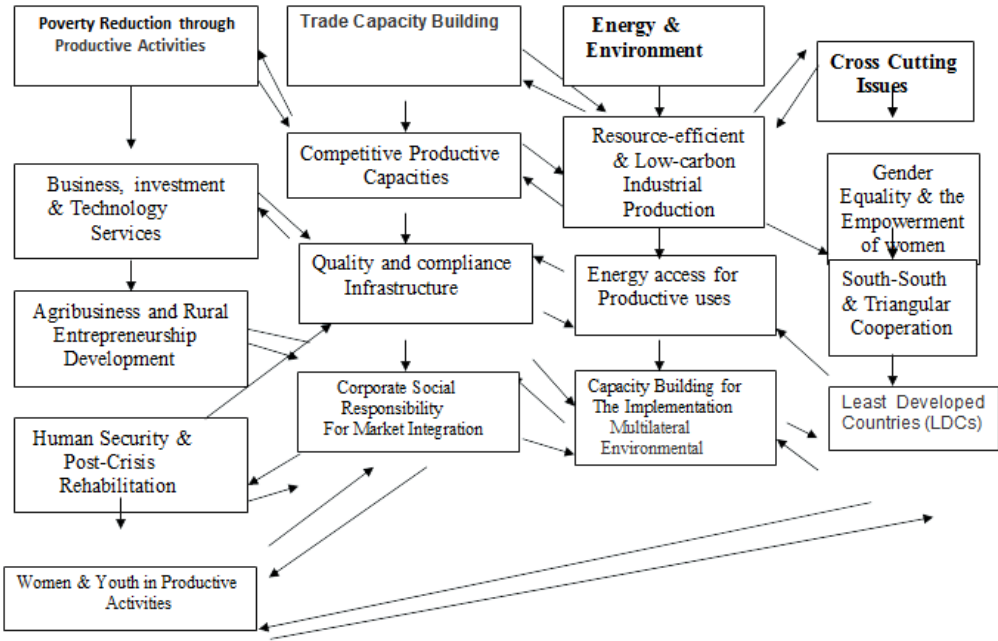 Poverty Reduction through
Productive Activities
Business, investment
& Technology
Services
Agribusiness and Rural
Entrepreneurship
Development
Human Security &
Post-Crisis
Rehabilitation
Women & Youth in Productive
Activities
Trade Capacity Building
Competitive Productive
Capacities
Quality and compliance
Infrastructure
Corporate Social
Responsibility
For Market Integration
Energy &
Environment
Resource-efficient
& Low-carbon
Industrial
Production
Energy access for
Productive uses
Capacity Building for
The Implementation
Multilateral
Environmental
Cross Cutting
Issues
Gender
Equality & the
Empowerment
of women
South-South
& Triangular
Cooperation
Least Developed
Countries (LDCs)